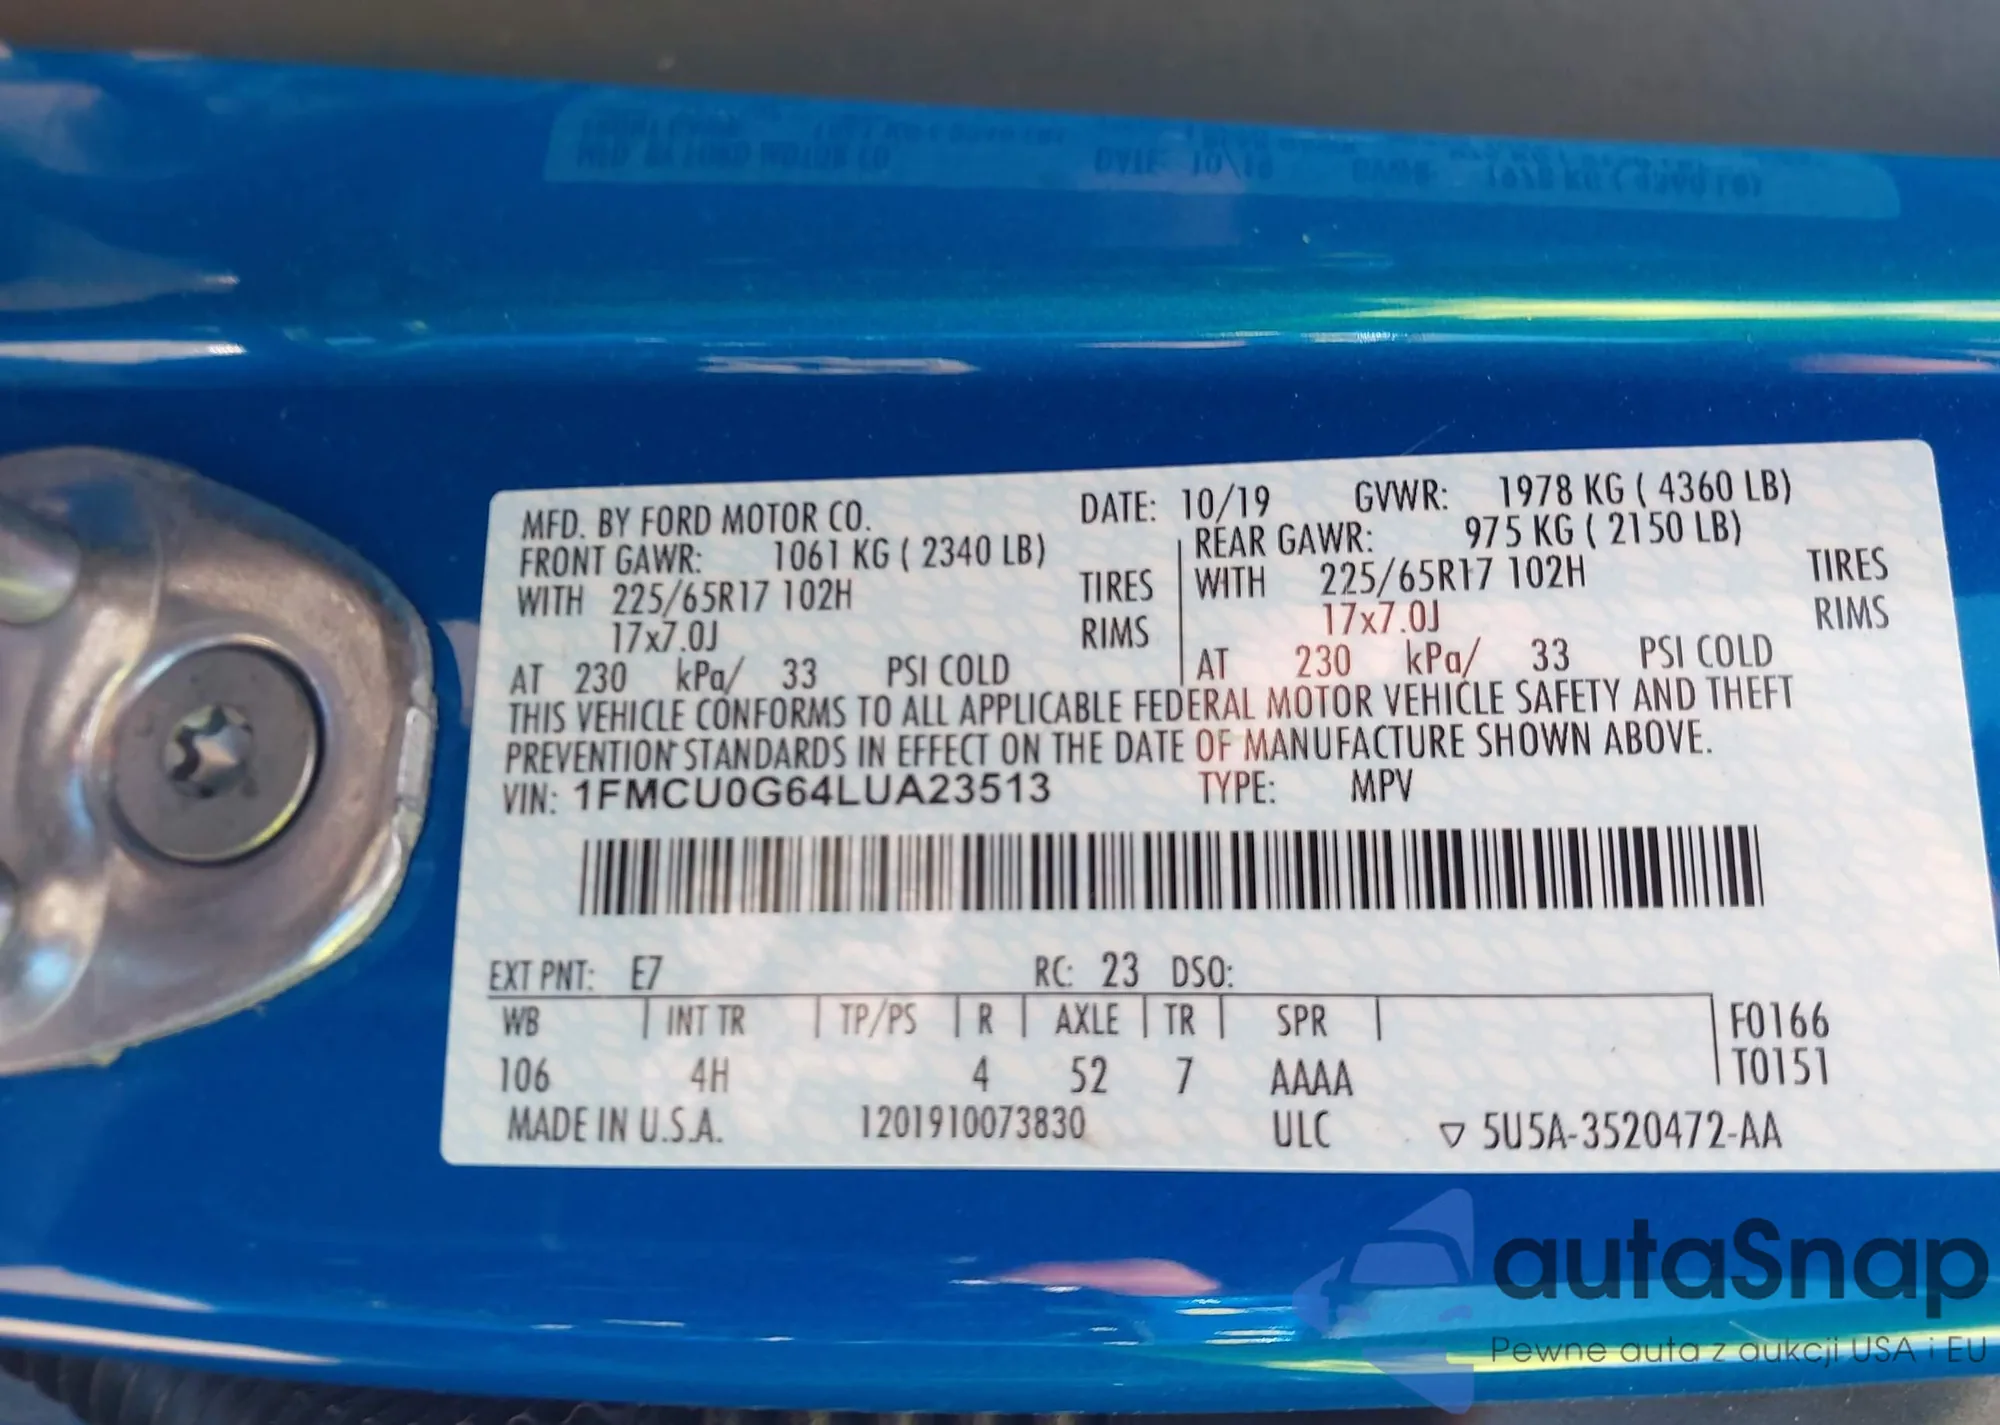 MFD. BY FORD MOTOR CO. DATE: 10/19 GVWR: 1978 KG ( 4360 LB)
FRONT GAWR: 1061 KG ( 2340 LB) REAR GAWR: 975 KG ( 2150 LB)
WITH 225/65R17 102H TIRES WITH 225/65R17 102H TIRES
17x7.0J RIMS 17x7.0J RIMS
AT 230 kPa/ 33 PSI COLD AT 230 kPa/ 33 PSI COLD
THIS VEHICLE CONFORMS TO ALL APPLICABLE FEDERAL MOTOR VEHICLE SAFETY AND THEFT
PREVENTION STANDARDS IN EFFECT ON THE DATE OF MANUFACTURE SHOWN ABOVE.
VIN: 1FMCU0G64LUA23513 TYPE: MPV
EXT PNT: E7 RC: 23 DSO:
WB INT TR TP/PS R AXLE TR SPR F0166
106 4H 4 52 7 AAAA T0151
MADE IN U.S.A. 1201910073830 ULC ▽ 5U5A-3520472-AA
autaSnap
Pewne auta z aukcji USA i EU